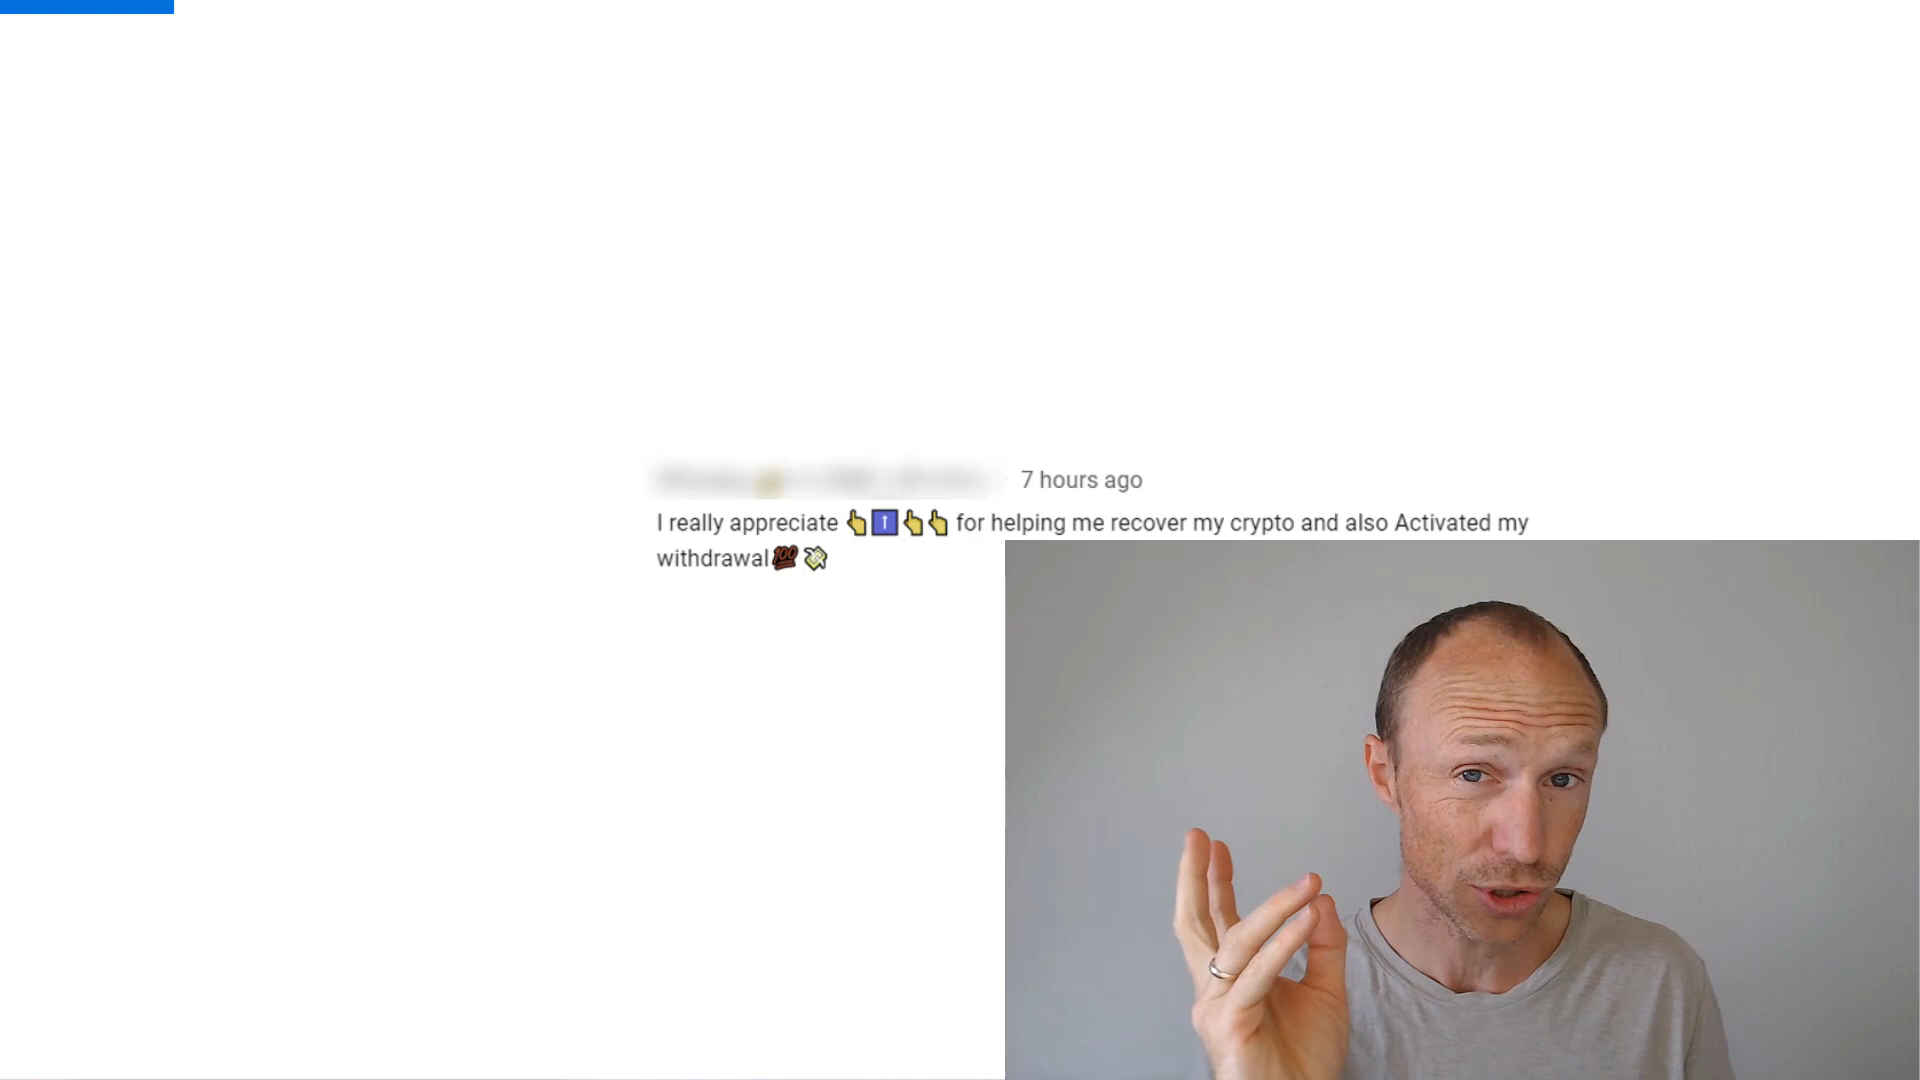 7 hours ago
I really appreciate 👆⬆️👆👆 for helping me recover my crypto and also Activated my
withdrawal💯 💸